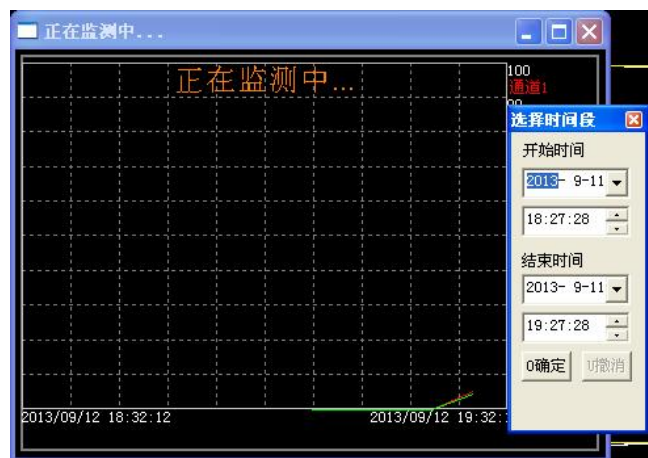 正在监测中...
正在监测中...
100
通道1
选择时间段
开始时间
2013- 9-11
18:27:28
结束时间
2013- 9-11
19:27:28
O确定 U撤消
2013/09/12 18:32:12 2013/09/12 19:32: